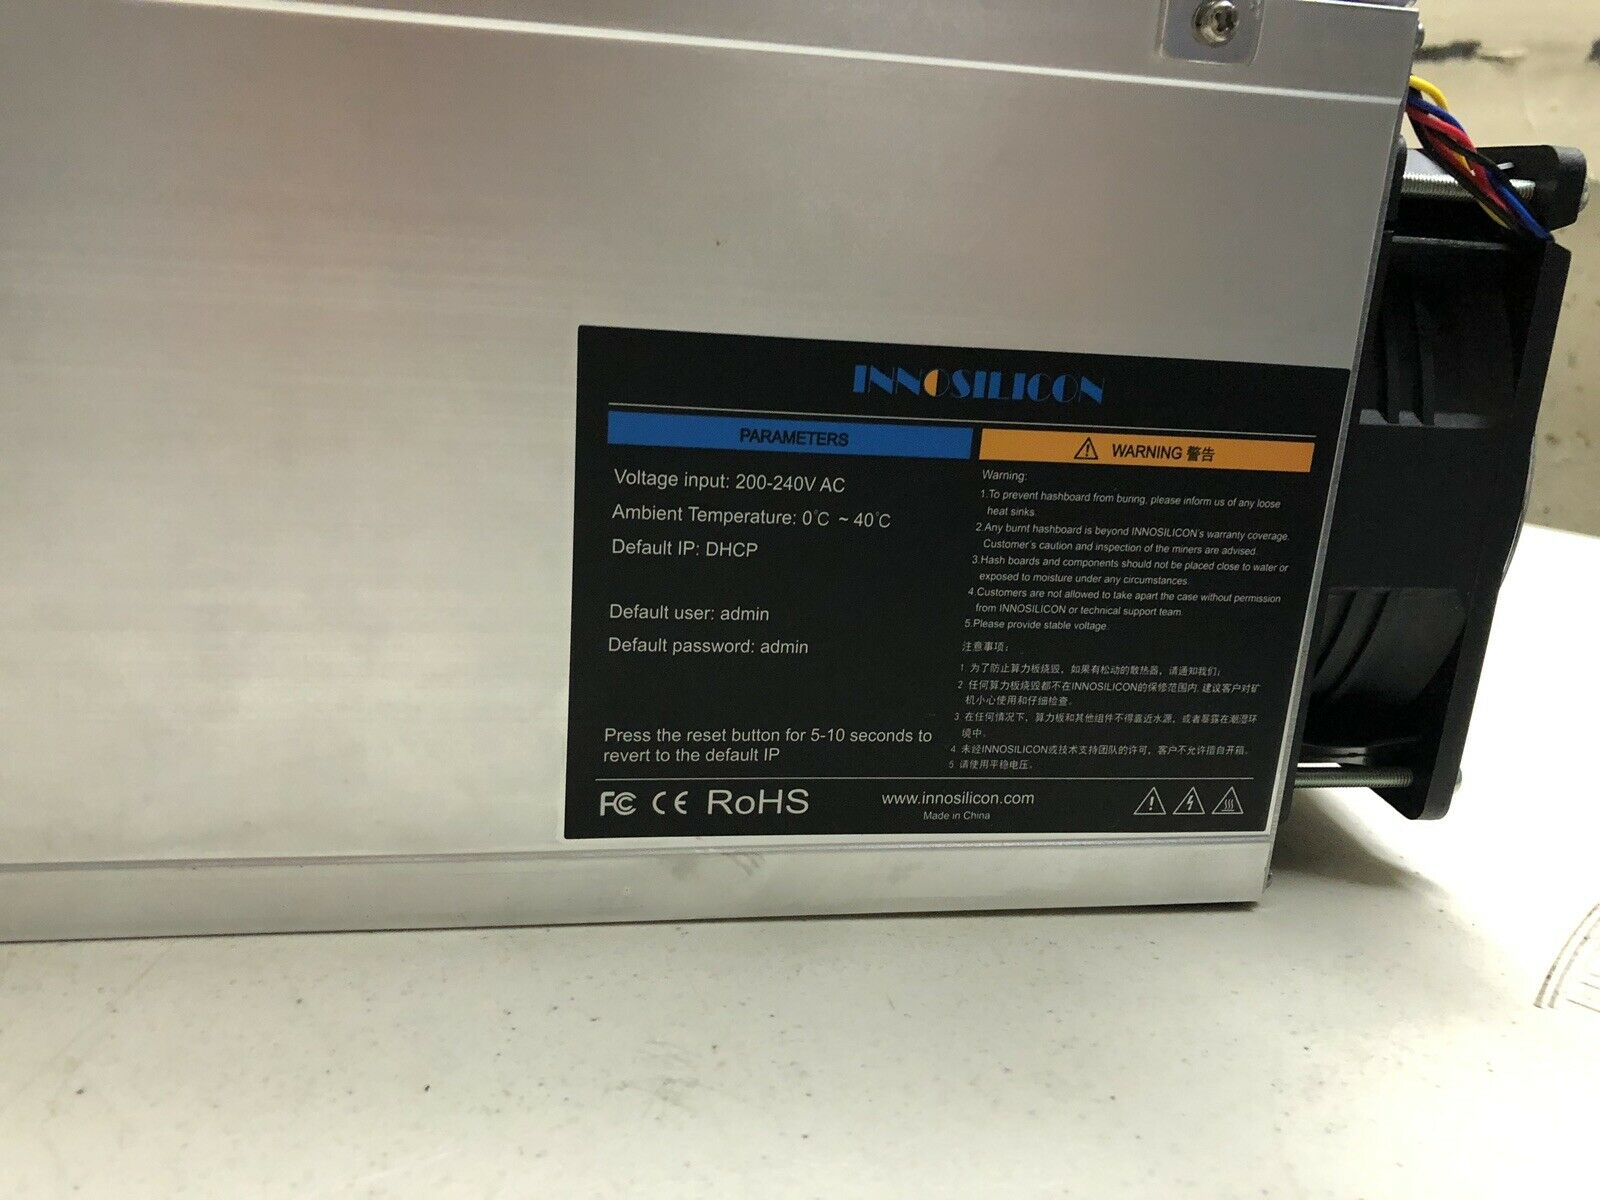 INNOSILICON
PARAMETERS
Voltage input: 200-240V AC
Ambient Temperature: 0°C ~ 40°C
Default IP: DHCP
Default user: admin
Default password: admin
Press the reset button for 5-10 seconds to
revert to the default IP
WARNING 警告
Warning:
1.To prevent hashboard from buring, please inform us of any loose
heat sinks.
2.Any burnt hashboard is beyond INNOSILICON's warranty coverage.
Customer's caution and inspection of the miners are advised.
3.Hash boards and components should not be placed close to water or
exposed to moisture under any circumstances.
4.Customers are not allowed to take apart the case without permission
from INNOSILICON or technical support team.
5.Please provide stable voltage.
注意事项：
1 为了防止算力板烧毁，如果有松动的散热器，请通知我们；
2 任何算力板烧毁都不在INNOSILICON的保修范围内, 建议客户对矿
机小心使用和仔细检查。
3 在任何情况下，算力板和其他组件不得靠近水源，或者暴露在潮湿环
境中。
4 未经INNOSILICON或技术支持团队的许可，客户不允许擅自开箱。
5 请使用平稳电压。
FC CE RoHS
www.innosilicon.com
Made in China